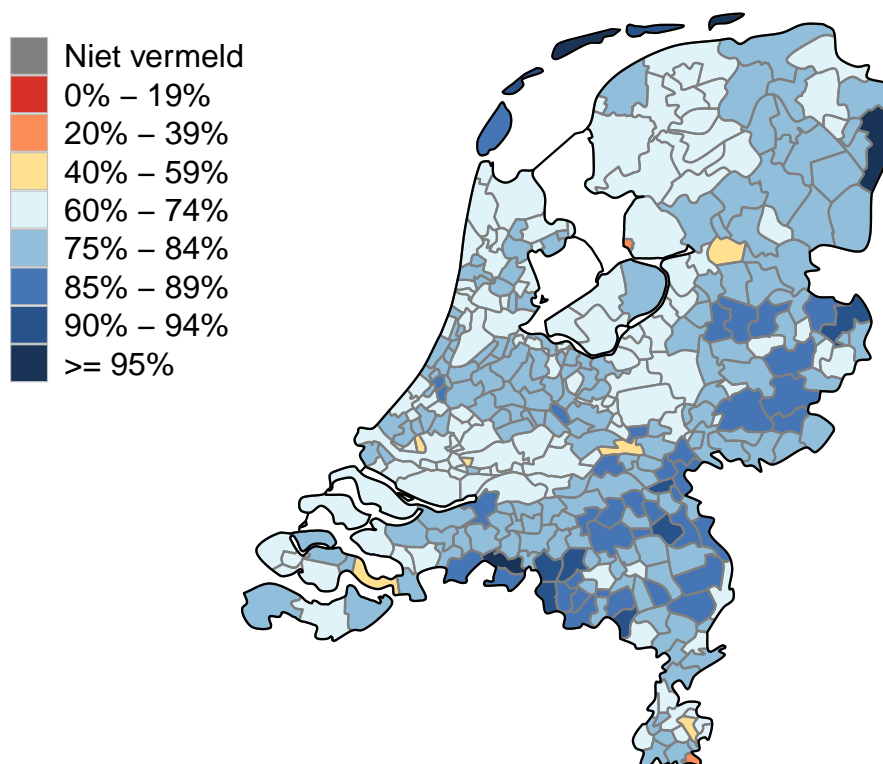 Niet vermeld
0% – 19%
20% – 39%
40% – 59%
60% – 74%
75% – 84%
85% – 89%
90% – 94%
>= 95%